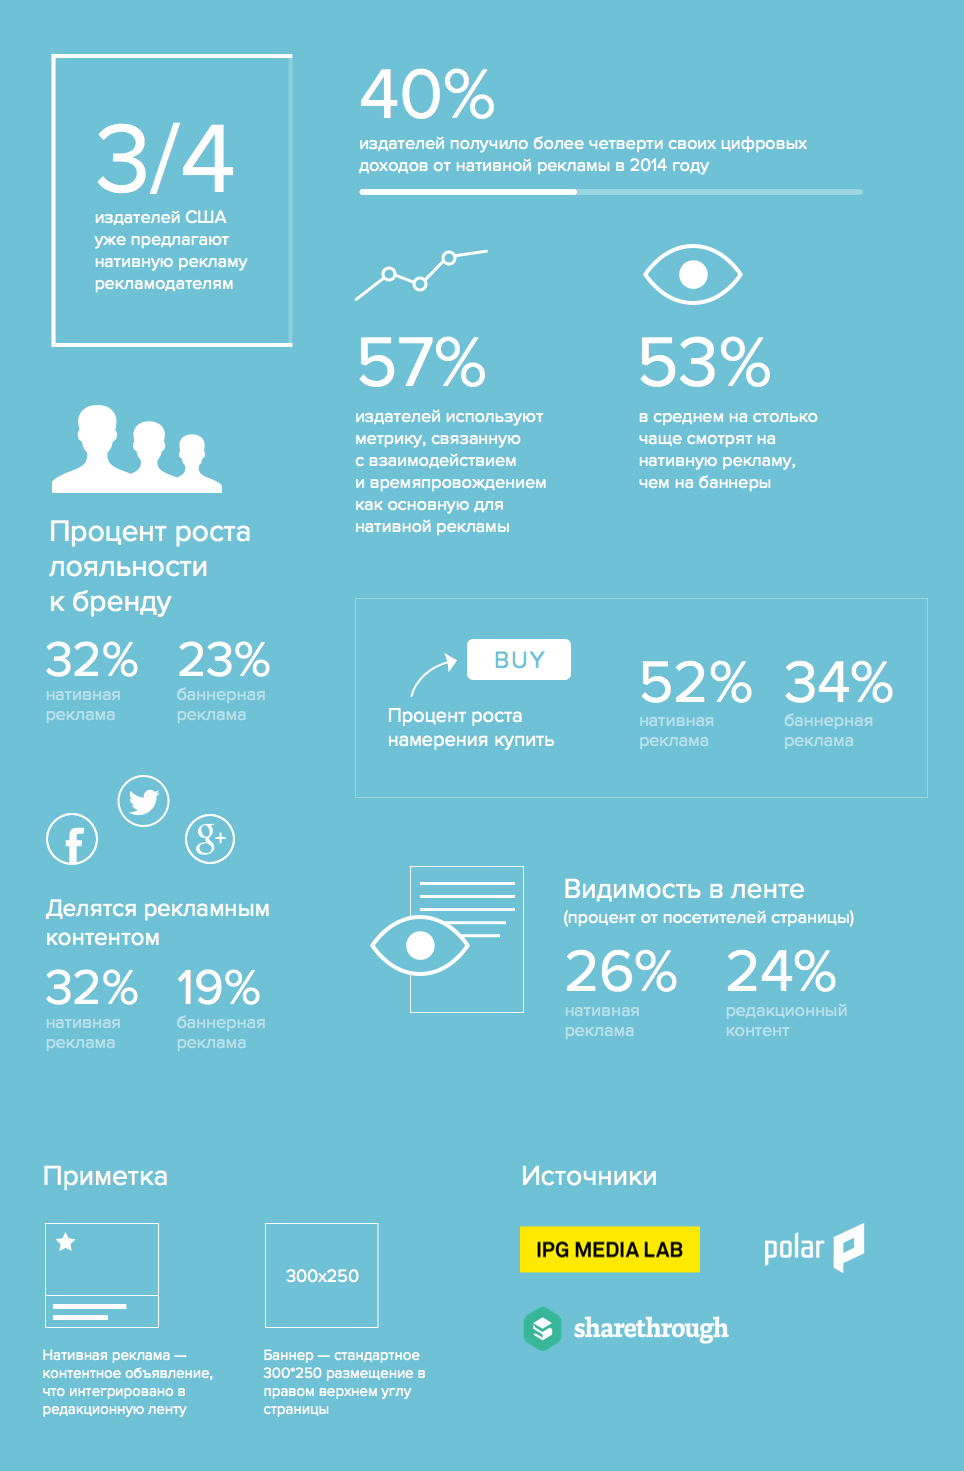 3/4
издателей США
уже предлагают
нативную рекламу
рекламодателям
40%
издателей получило более четверти своих цифровых
доходов от нативной рекламы в 2014 году
57%
издателей используют
метрику, связанную
с взаимодействием
и времяпровождением
как основную для
нативной рекламы
53%
в среднем на столько
чаще смотрят на
нативную рекламу,
чем на баннеры
Процент роста
лояльности
к бренду
32% 23%
нативная баннерная
реклама реклама
BUY
Процент роста
намерения купить
52% 34%
нативная баннерная
реклама реклама
f
g+
Делятся рекламным
контентом
32% 19%
нативная баннерная
реклама реклама
Видимость в ленте
(процент от посетителей страницы)
26% 24%
нативная редакционный
реклама контент
Приметка
300x250
Нативная реклама —
контентное объявление,
что интегрировано в
редакционную ленту
Баннер — стандартное
300*250 размещение в
правом верхнем углу
страницы
Источники
IPG MEDIA LAB
polar
sharethrough